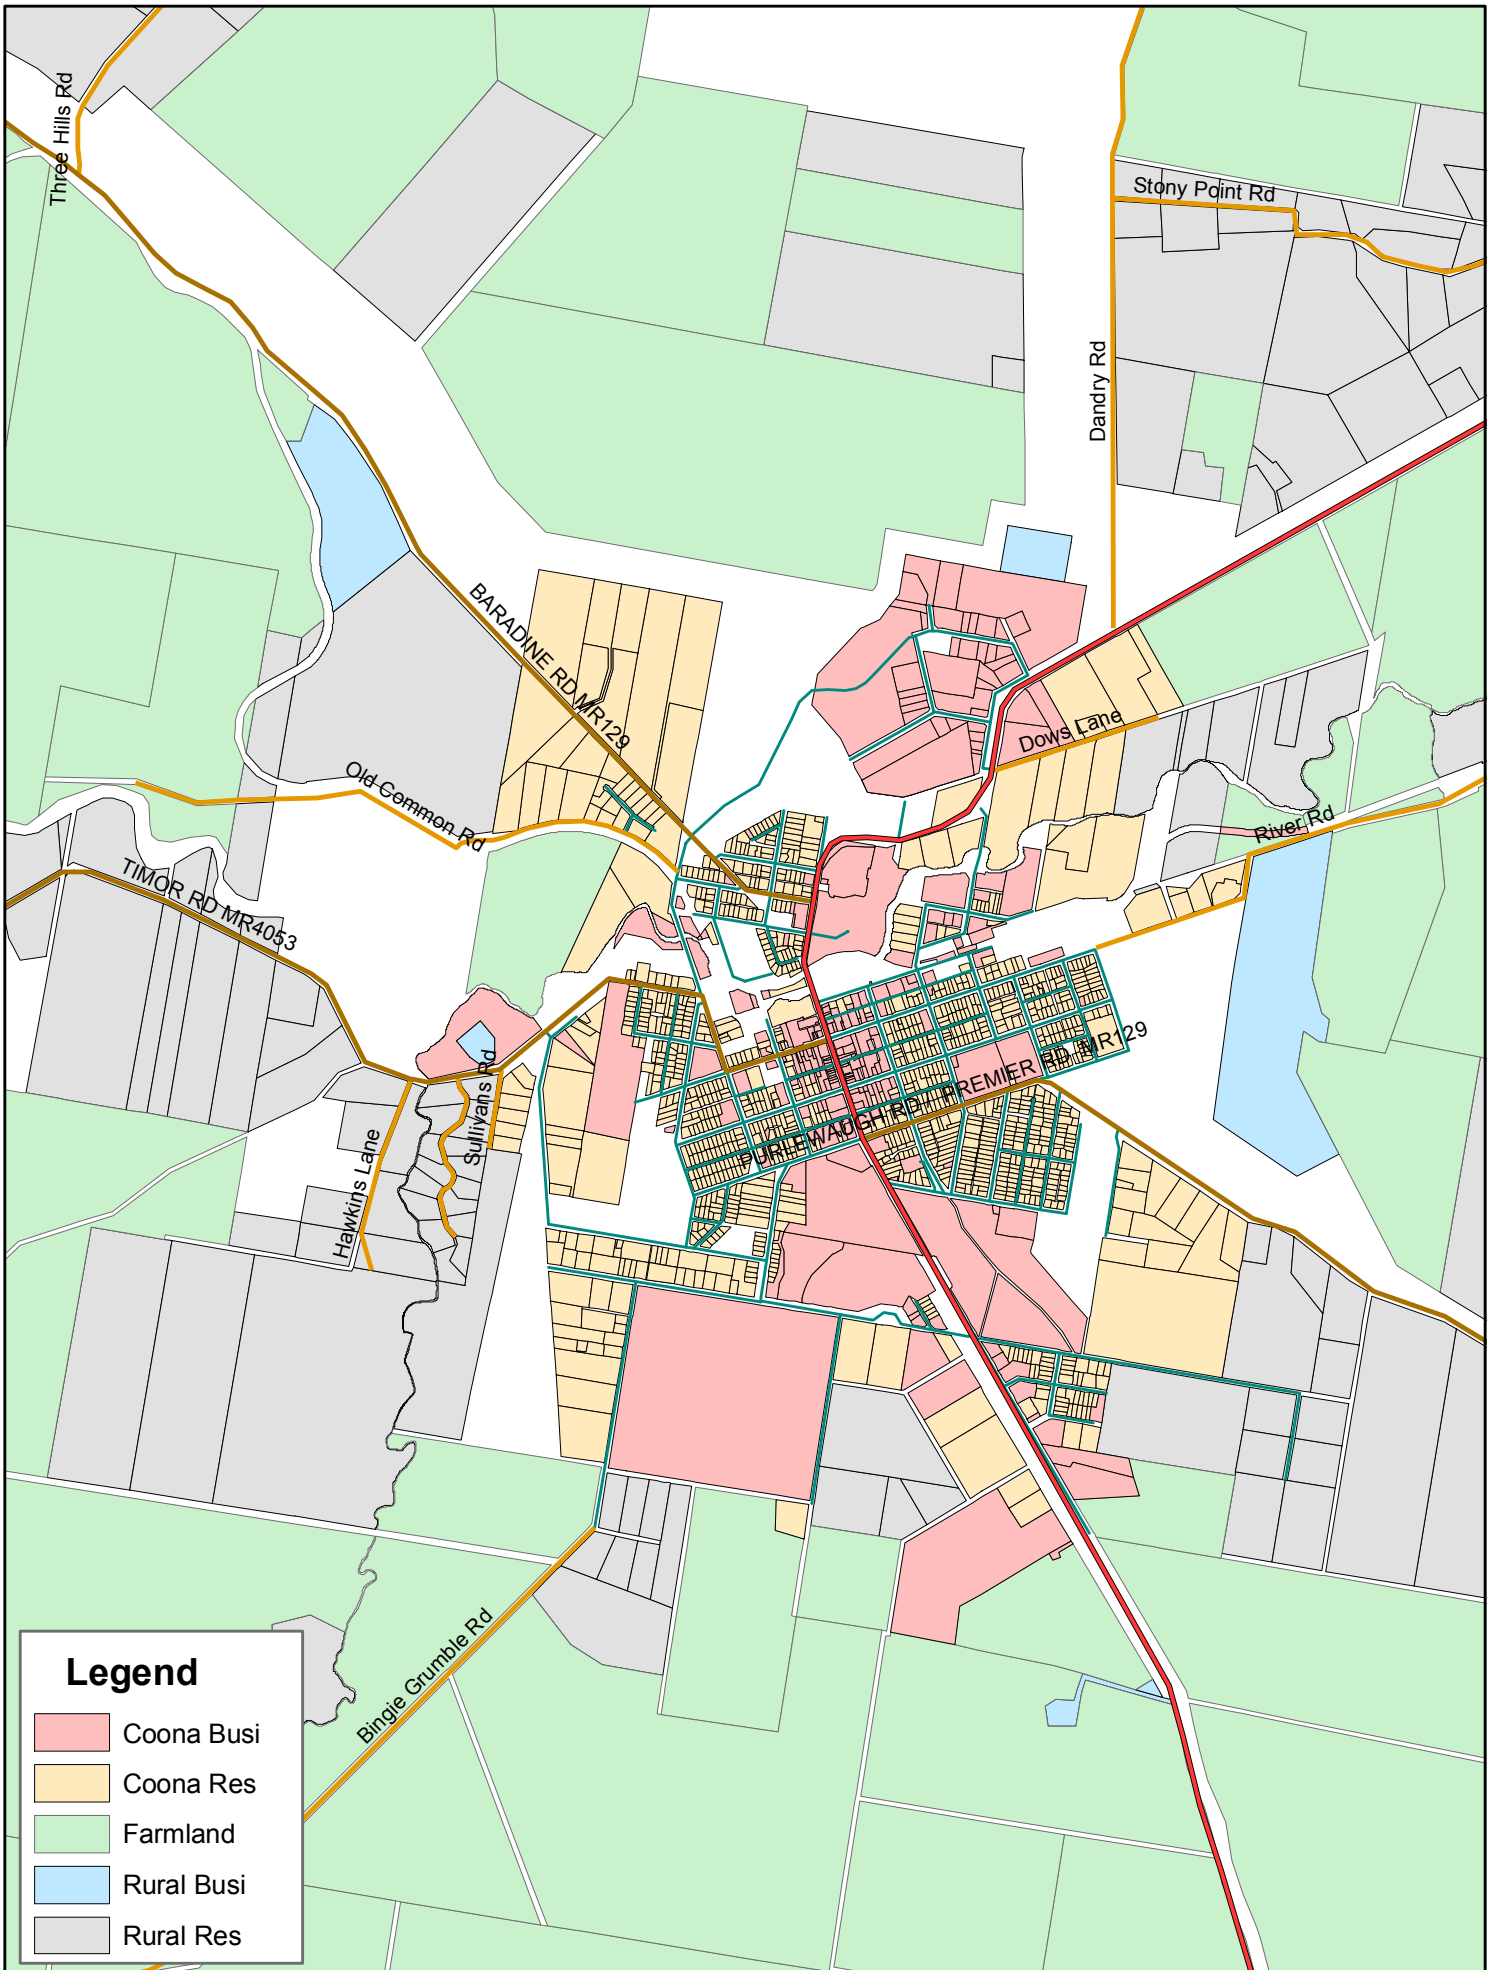 Three Hills Rd
Stony Point Rd
Dandry Rd
BARADINE RD MR129
Dows Lane
Old Common Rd
River Rd
TIMOR RD MR4053
PURLEWAUGH RD / PREMIER RD MR129
Sullivans Rd
Hawkins Lane
Bingie Grumble Rd
Legend
Coona Busi
Coona Res
Farmland
Rural Busi
Rural Res